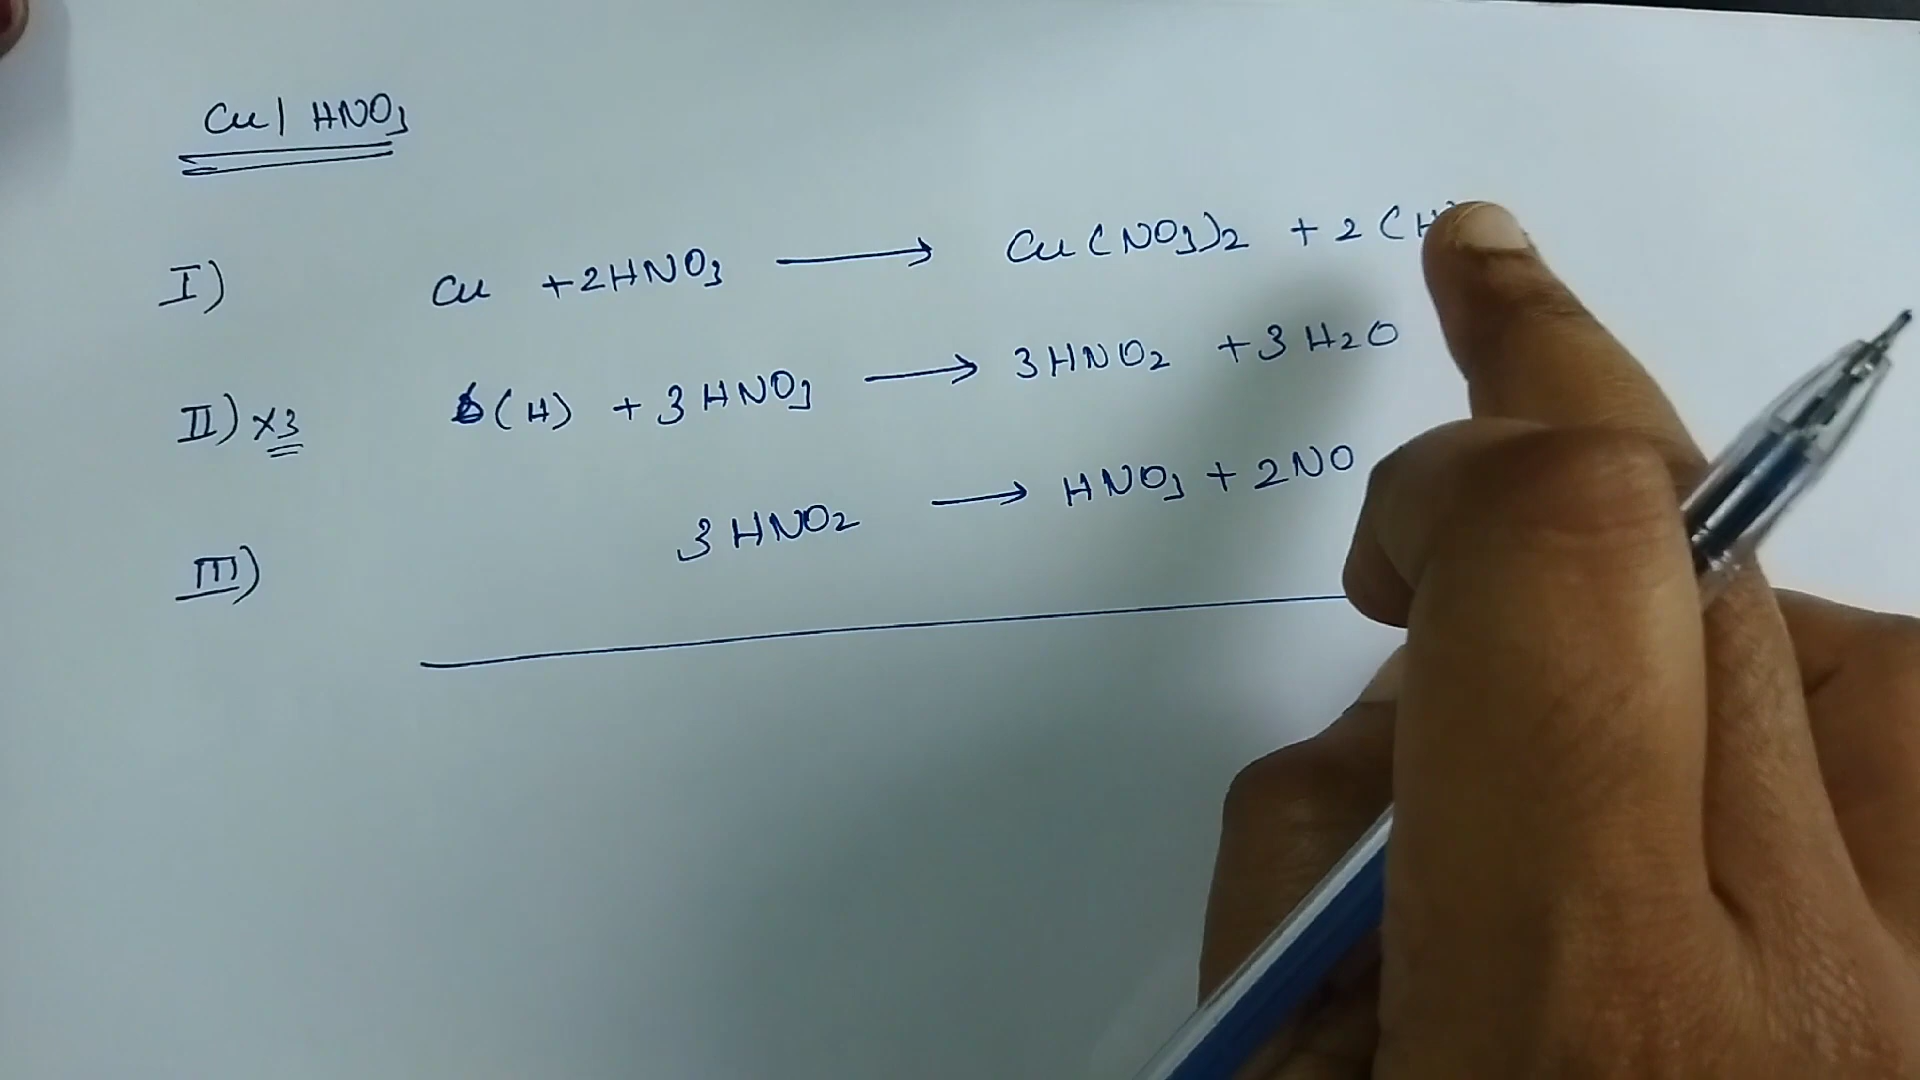 Cu | HNO3
I) Cu + 2HNO3 ⟶ Cu(NO3)2 + 2(H)
II) ×3 6(H) + 3HNO3 ⟶ 3HNO2 + 3H2O
III) 3HNO2 ⟶ HNO3 + 2NO